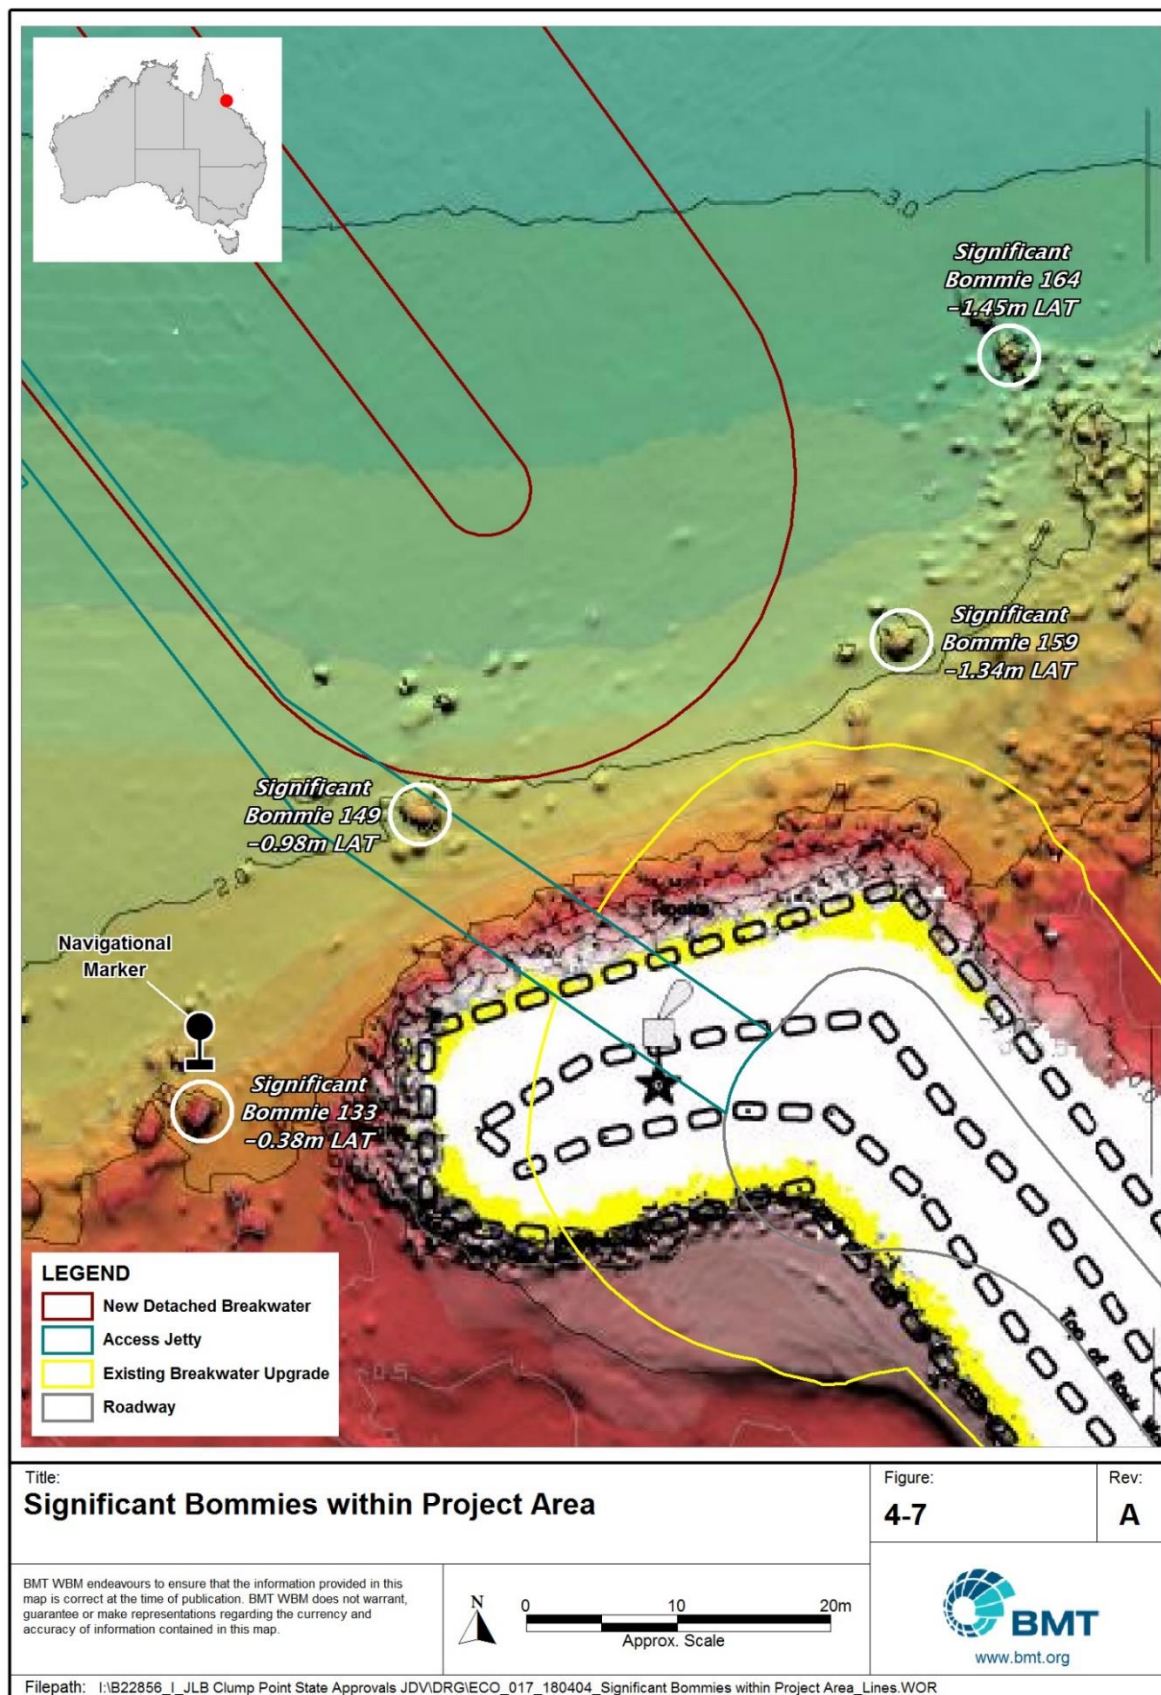 3.0
Significant
Bommie 164
-1.45m LAT
Significant
Bommie 159
-1.34m LAT
Significant
Bommie 149
-0.98m LAT
2.0
Navigational
Marker
Significant
Bommie 133
-0.38m LAT
0.0
-0.5
Top of Rock
LEGEND
New Detached Breakwater
Access Jetty
Existing Breakwater Upgrade
Roadway
Title:
Significant Bommies within Project Area
Figure:
4-7
Rev:
A
BMT WBM endeavours to ensure that the information provided in this
map is correct at the time of publication. BMT WBM does not warrant,
guarantee or make representations regarding the currency and
accuracy of information contained in this map.
N
0 10 20m
Approx. Scale
BMT
www.bmt.org
Filepath: I:\B22856_I_JLB Clump Point State Approvals JDV\DRG\ECO_017_180404_Significant Bommies within Project Area_Lines.WOR